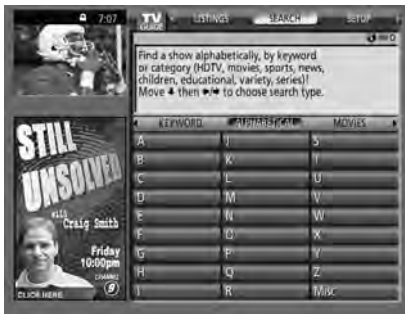 7:07
TV GUIDE
LISTINGS
SEARCH
SETUP
Find a show alphabetically, by keyword
or category (HDTV, movies, sports, news,
children, educational, variety, series)!
Move then to choose search type.
KEYWORD
ALPHABETICAL
MOVIES
A J S
B K T
C L U
D M V
E N W
F O X
G P Y
H Q Z
I R Misc
STILL
UNSOLVED
with
Craig Smith
Friday
10:00pm
CHANNEL
9
CLICK HERE